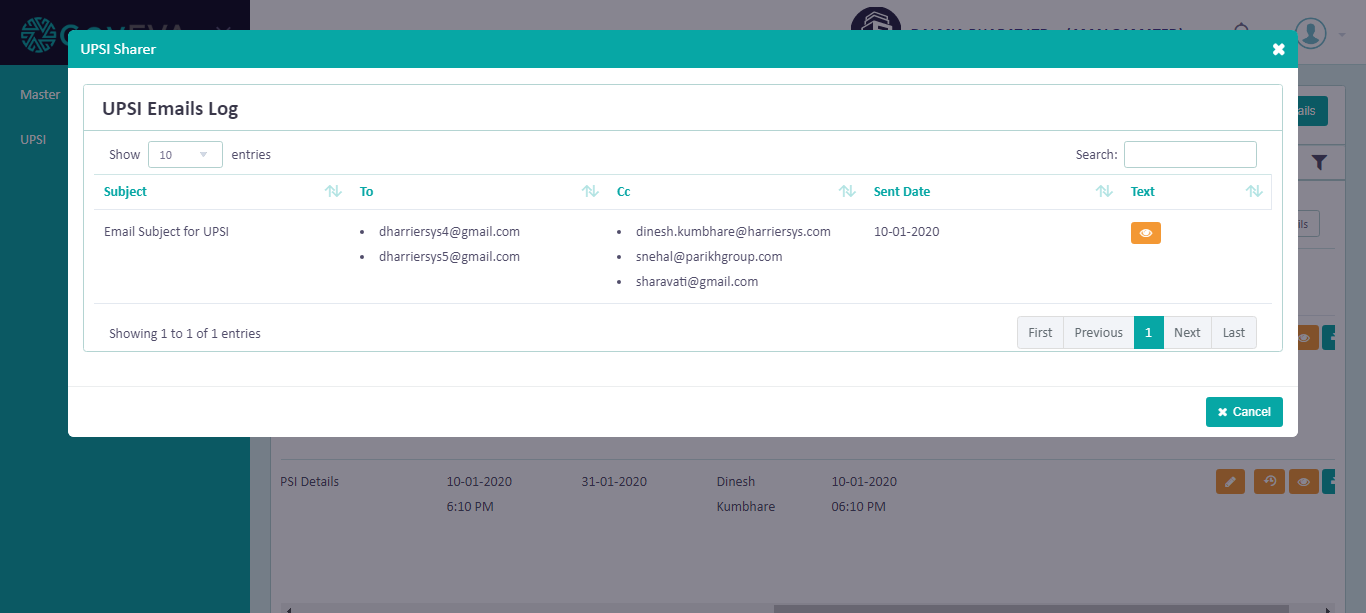 UPSI Sharer
Master
UPSI
UPSI Emails Log
Show 10 entries
Search:
Subject To Cc Sent Date Text
Email Subject for UPSI
dharriersys4@gmail.com
dharriersys5@gmail.com
dinesh.kumbhare@harriersys.com
snehal@parikhgroup.com
sharavati@gmail.com
10-01-2020
Showing 1 to 1 of 1 entries
First Previous 1 Next Last
Cancel
PSI Details 10-01-2020 31-01-2020 Dinesh 10-01-2020
6:10 PM Kumbhare 06:10 PM